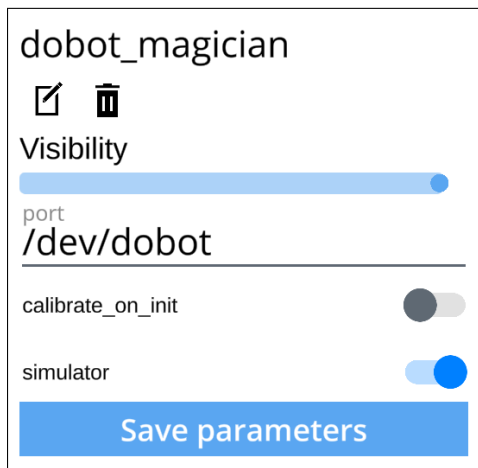 dobot_magician
Visibility
port
/dev/dobot
calibrate_on_init
simulator
Save parameters